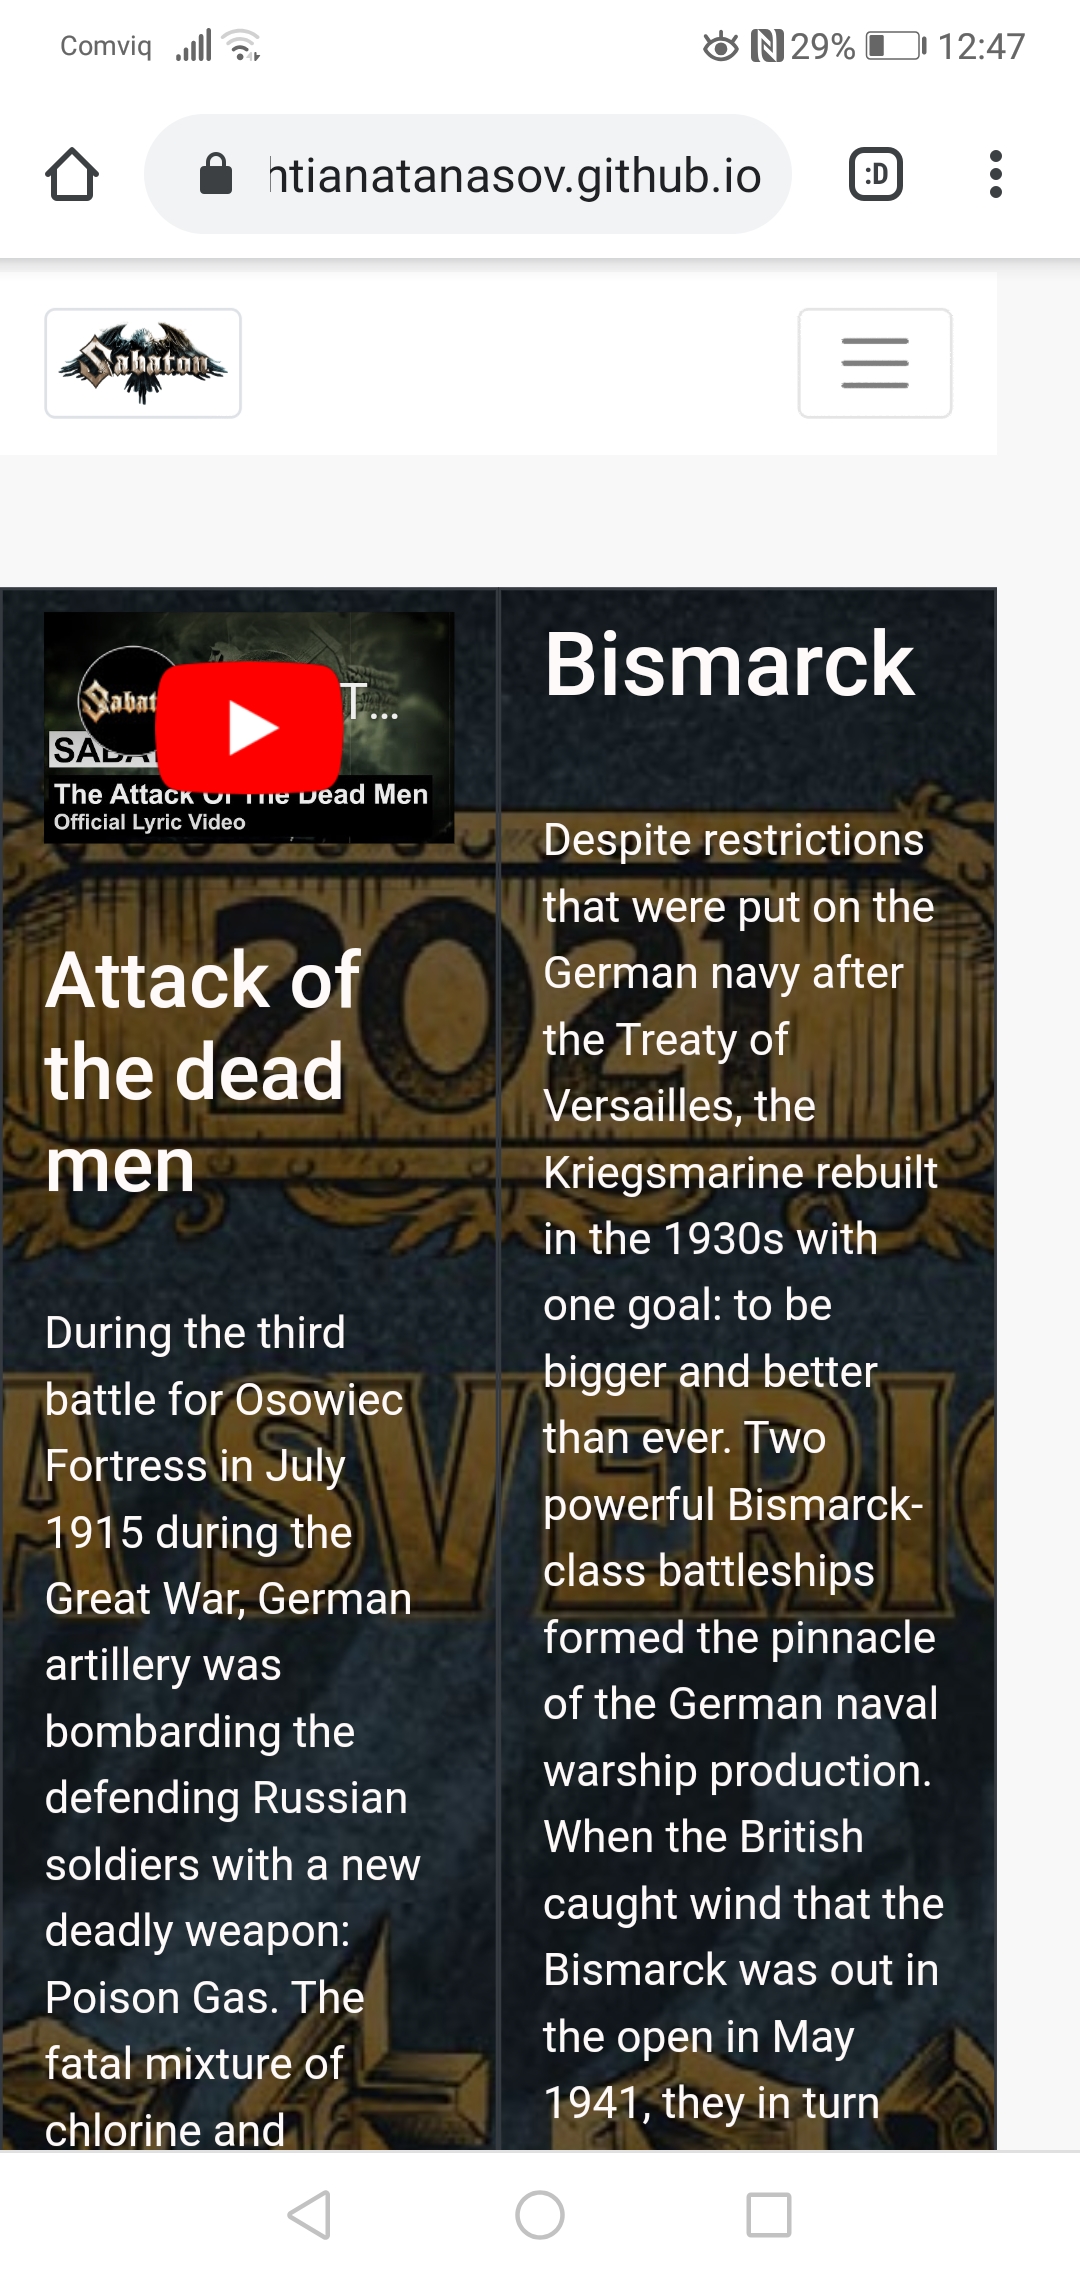 Comviq 29% 12:47
htianatanasov.github.io :D
Sabaton
Sabat T...
SABA
The Attack Of The Dead Men
Official Lyric Video
Attack of
the dead
men
During the third
battle for Osowiec
Fortress in July
1915 during the
Great War, German
artillery was
bombarding the
defending Russian
soldiers with a new
deadly weapon:
Poison Gas. The
fatal mixture of
chlorine and
Bismarck
Despite restrictions
that were put on the
German navy after
the Treaty of
Versailles, the
Kriegsmarine rebuilt
in the 1930s with
one goal: to be
bigger and better
than ever. Two
powerful Bismarck-
class battleships
formed the pinnacle
of the German naval
warship production.
When the British
caught wind that the
Bismarck was out in
the open in May
1941, they in turn
2021
A SVERIG